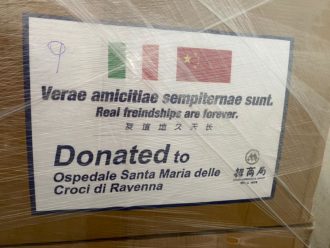 9
Verae amicitiae sempiternae sunt.
Real freindships are forever.
友谊地久天长
Donated to
Ospedale Santa Maria delle
Croci di Ravenna
招商局